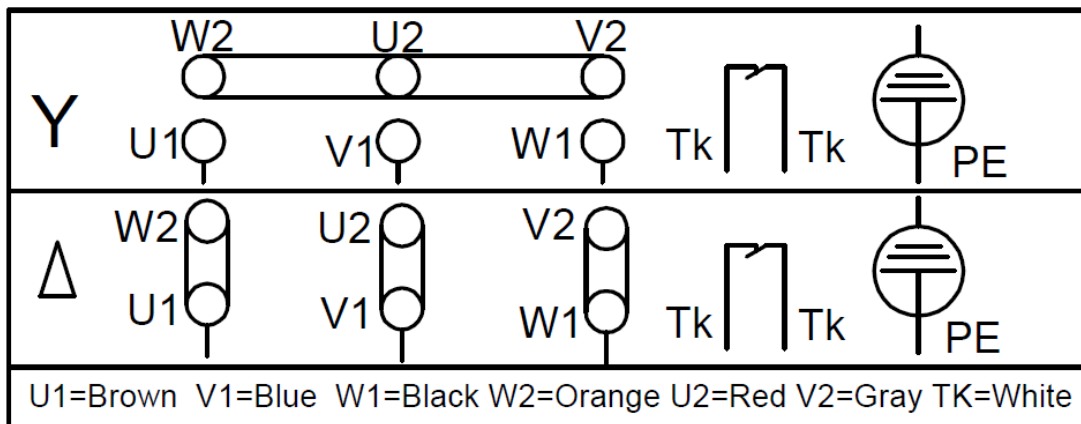 W2 U2 V2
Y U1 V1 W1 Tk Tk PE
W2 U2 V2
Δ U1 V1 W1 Tk Tk PE
U1=Brown V1=Blue W1=Black W2=Orange U2=Red V2=Gray TK=White